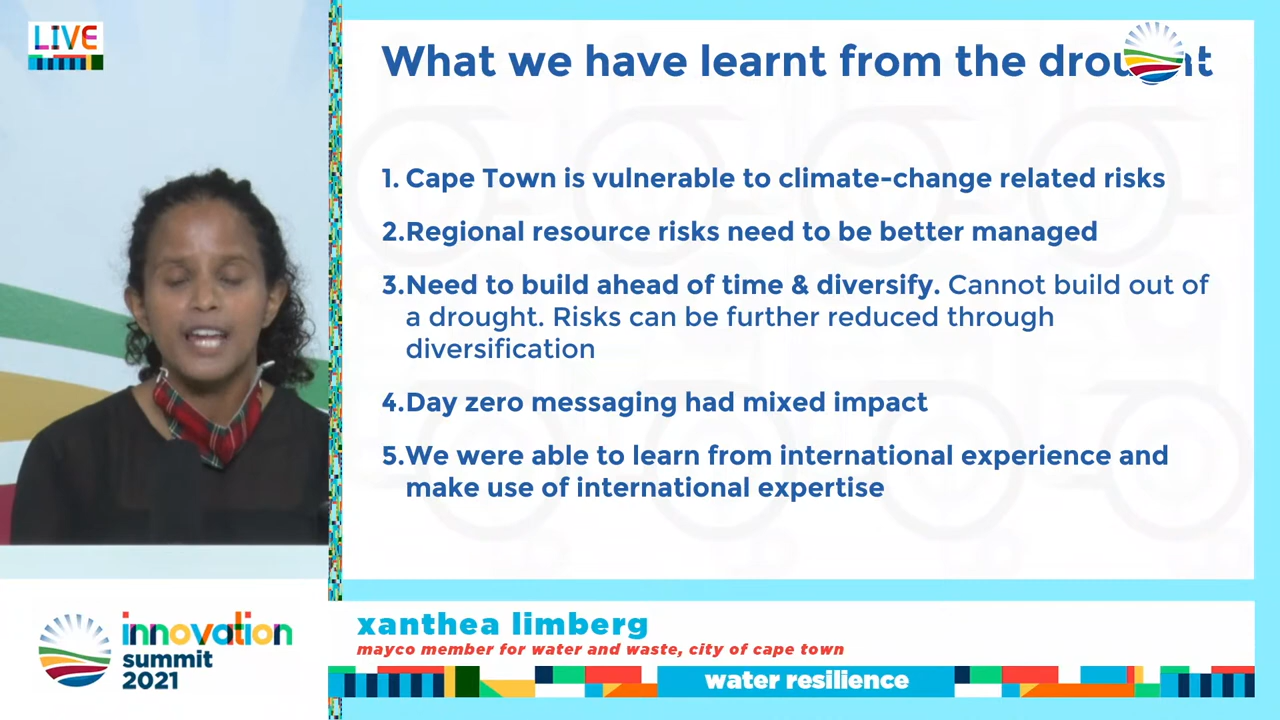 LIVE
What we have learnt from the drought
1. Cape Town is vulnerable to climate-change related risks
2.Regional resource risks need to be better managed
3.Need to build ahead of time & diversify. Cannot build out of
a drought. Risks can be further reduced through
diversification
4.Day zero messaging had mixed impact
5.We were able to learn from international experience and
make use of international expertise
innovation
summit
2021
xanthea limberg
mayco member for water and waste, city of cape town
water resilience